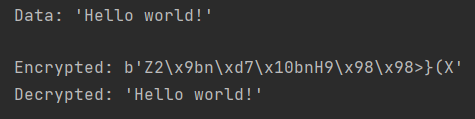 Data: 'Hello world!'
Encrypted: b'Z2\x9bn\xd7\x10bnH9\x98\x98>}(X'
Decrypted: 'Hello world!'